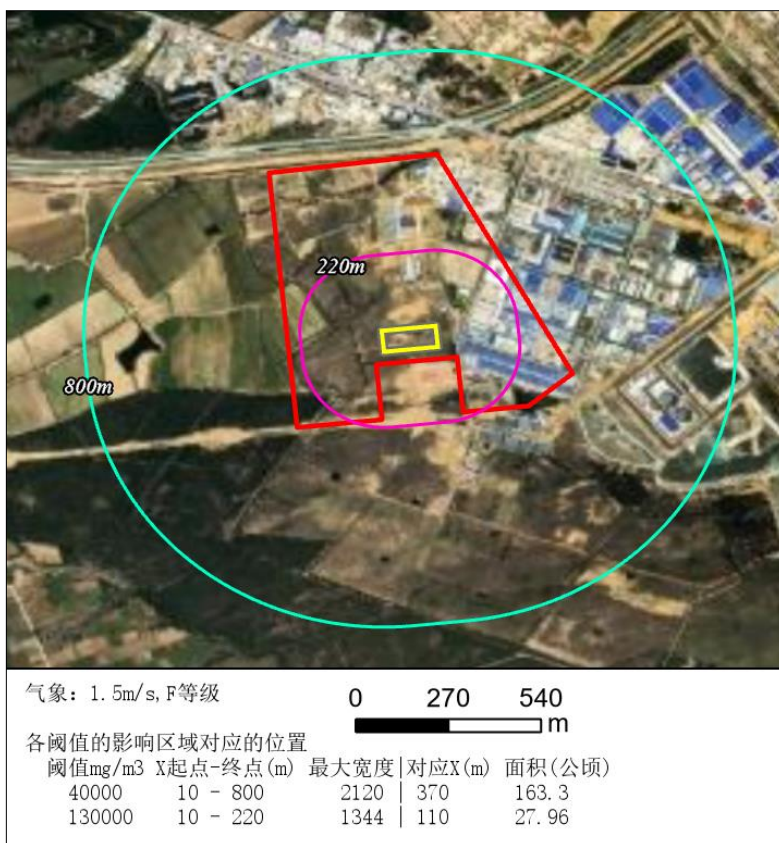 220m
800m
气象: 1.5m/s,F等级
0 270 540
m
各阈值的影响区域对应的位置
阈值mg/m3 X起点-终点(m) 最大宽度|对应X(m) 面积(公顷)
40000 10 - 800 2120 | 370 163.3
130000 10 - 220 1344 | 110 27.96